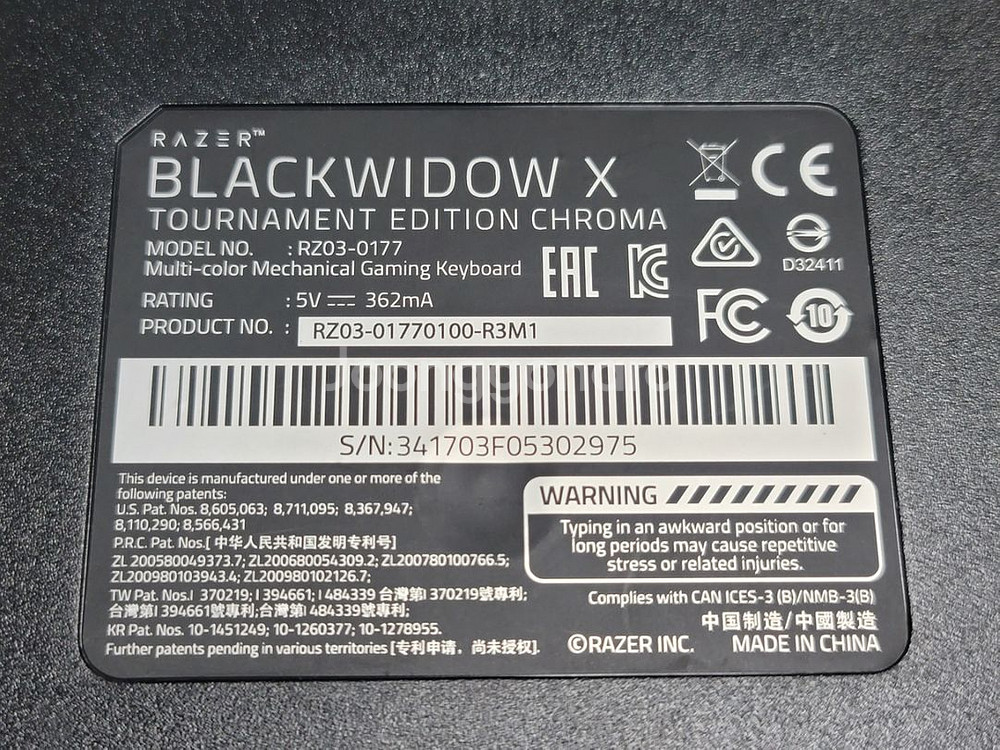 RAZER™
BLACKWIDOW X
TOURNAMENT EDITION CHROMA
MODEL NO. : RZ03-0177
Multi-color Mechanical Gaming Keyboard
RATING : 5V ⎓ 362mA
PRODUCT NO. : RZ03-01770100-R3M1
CE
EAC
KC
D32411
FC
10
S/N:341703F05302975
This device is manufactured under one or more of the
following patents:
U.S. Pat. Nos. 8,605,063; 8,711,095; 8,367,947;
8,110,290; 8,566,431
P.R.C. Pat. Nos.[ 中华人民共和国发明专利号]
ZL 200580049373.7; ZL200680054309.2; ZL200780100766.5;
ZL200980103943.4; ZL200980102126.7;
TW Pat. Nos.I 370219; I 394661; I 484339 台灣第I 370219號專利;
台灣第I 394661號專利;台灣第I 484339號專利;
KR Pat. Nos. 10-1451249; 10-1260377; 10-1278955.
Further patents pending in various territories [专利申请，尚未授权].
WARNING
Typing in an awkward position or for
long periods may cause repetitive
stress or related injuries.
Complies with CAN ICES-3 (B)/NMB-3(B)
中国制造/中國製造
©RAZER INC. MADE IN CHINA